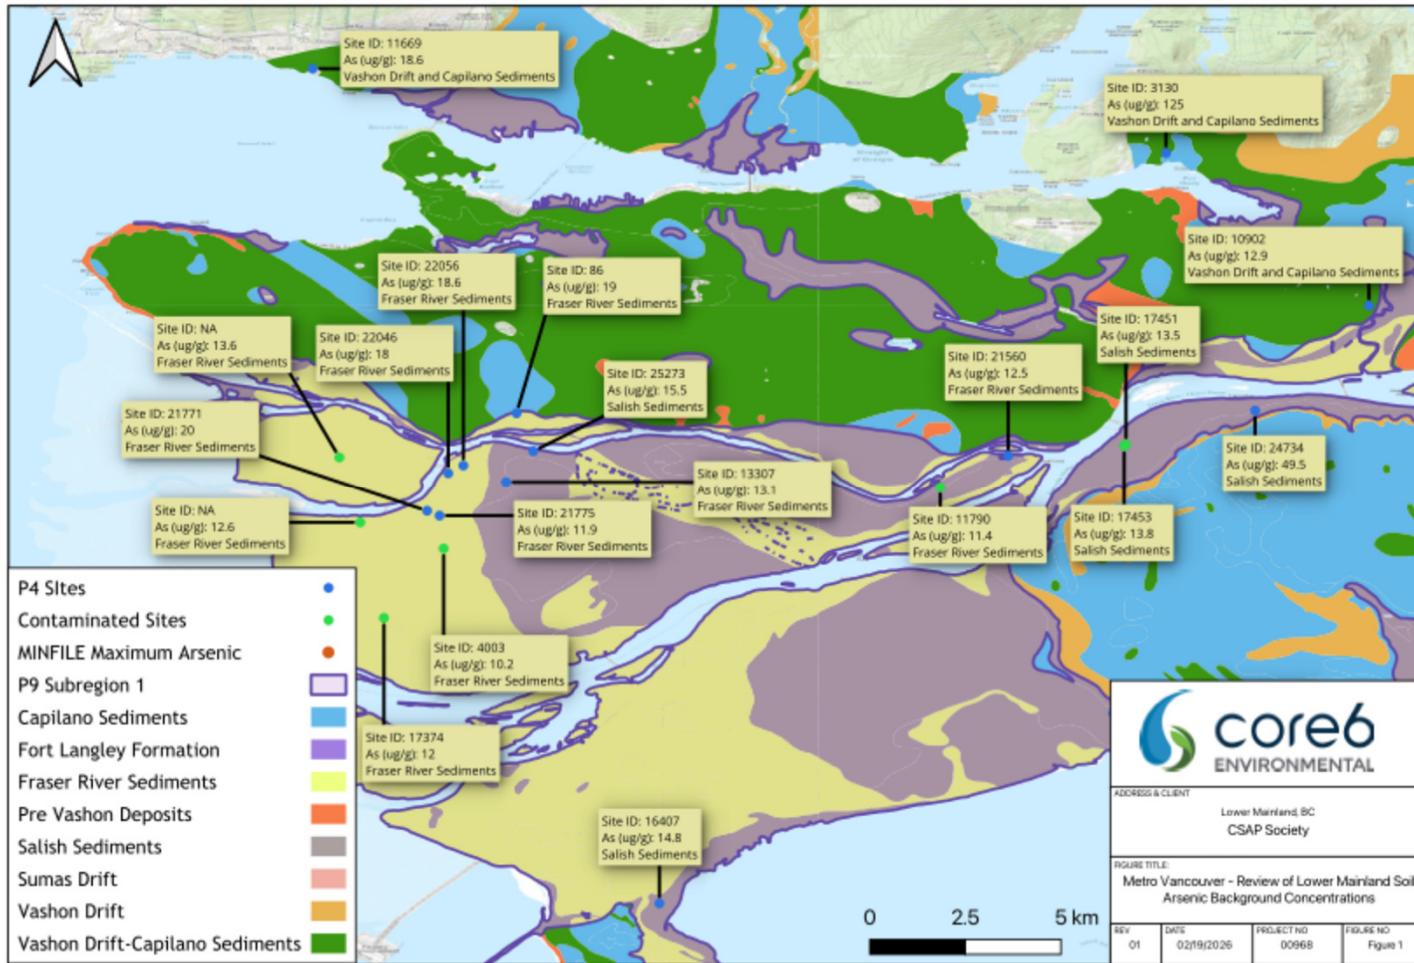 Site ID: 11669
As (ug/g): 18.6
Vashon Drift and Capilano Sediments
Site ID: 3130
As (ug/g): 125
Vashon Drift and Capilano Sediments
Site ID: 10902
As (ug/g): 12.9
Vashon Drift and Capilano Sediments
Site ID: 22056
As (ug/g): 18.6
Fraser River Sediments
Site ID: 86
As (ug/g): 19
Fraser River Sediments
Site ID: NA
As (ug/g): 13.6
Fraser River Sediments
Site ID: 22046
As (ug/g): 18
Fraser River Sediments
Site ID: 17451
As (ug/g): 13.5
Salish Sediments
Site ID: 21560
As (ug/g): 12.5
Fraser River Sediments
Site ID: 25273
As (ug/g): 15.5
Salish Sediments
Site ID: 21771
As (ug/g): 20
Fraser River Sediments
Site ID: 24734
As (ug/g): 49.5
Salish Sediments
Site ID: 13307
As (ug/g): 13.1
Fraser River Sediments
Site ID: NA
As (ug/g): 12.6
Fraser River Sediments
Site ID: 21775
As (ug/g): 11.9
Fraser River Sediments
Site ID: 11790
As (ug/g): 11.4
Fraser River Sediments
Site ID: 17453
As (ug/g): 13.8
Salish Sediments
Site ID: 4003
As (ug/g): 10.2
Fraser River Sediments
Site ID: 17374
As (ug/g): 12
Fraser River Sediments
Site ID: 16407
As (ug/g): 14.8
Salish Sediments
P4 SItes
Contaminated Sites
MINFILE Maximum Arsenic
P9 Subregion 1
Capilano Sediments
Fort Langley Formation
Fraser River Sediments
Pre Vashon Deposits
Salish Sediments
Sumas Drift
Vashon Drift
Vashon Drift-Capilano Sediments
0 2.5 5 km
core6
ENVIRONMENTAL
ADDRESS & CLIENT
Lower Mainland, BC
CSAP Society
FIGURE TITLE:
Metro Vancouver - Review of Lower Mainland Soil
Arsenic Background Concentrations
REV DATE PROJECT NO FIGURE NO
01 02/19/2026 00968 Figure 1